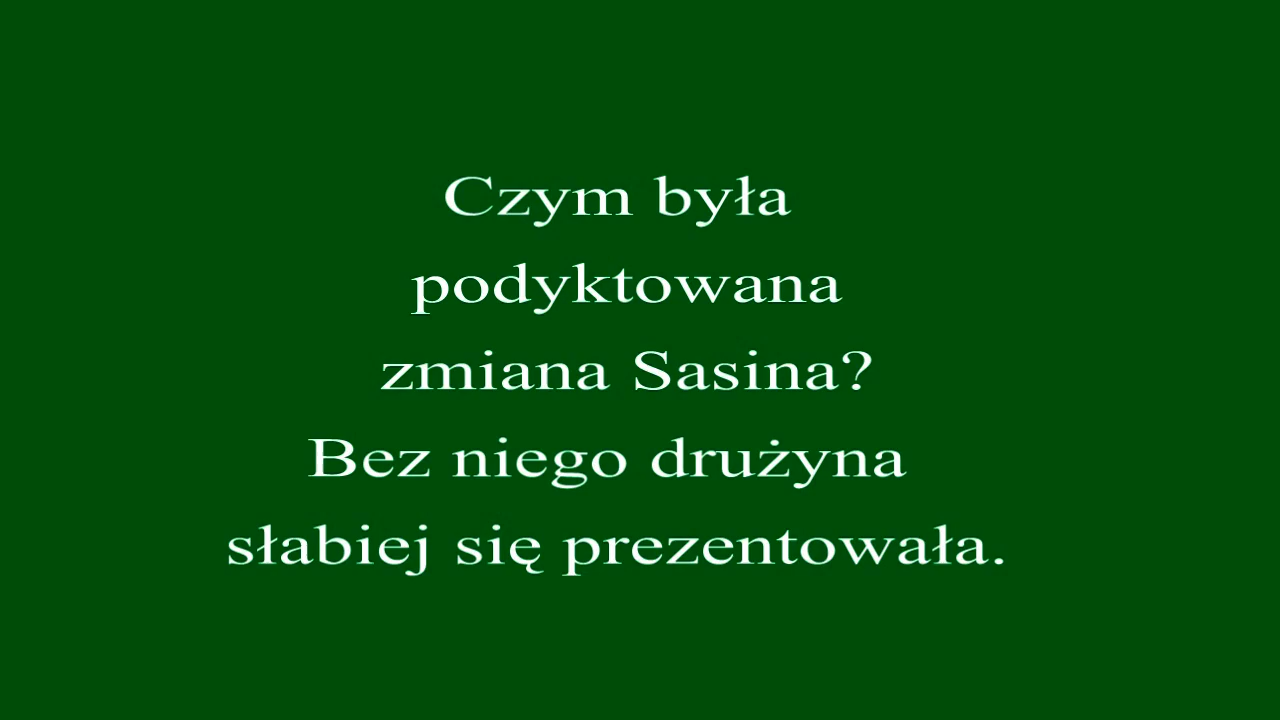 Czym była
podyktowana
zmiana Sasina?
Bez niego drużyna
słabiej się prezentowała.